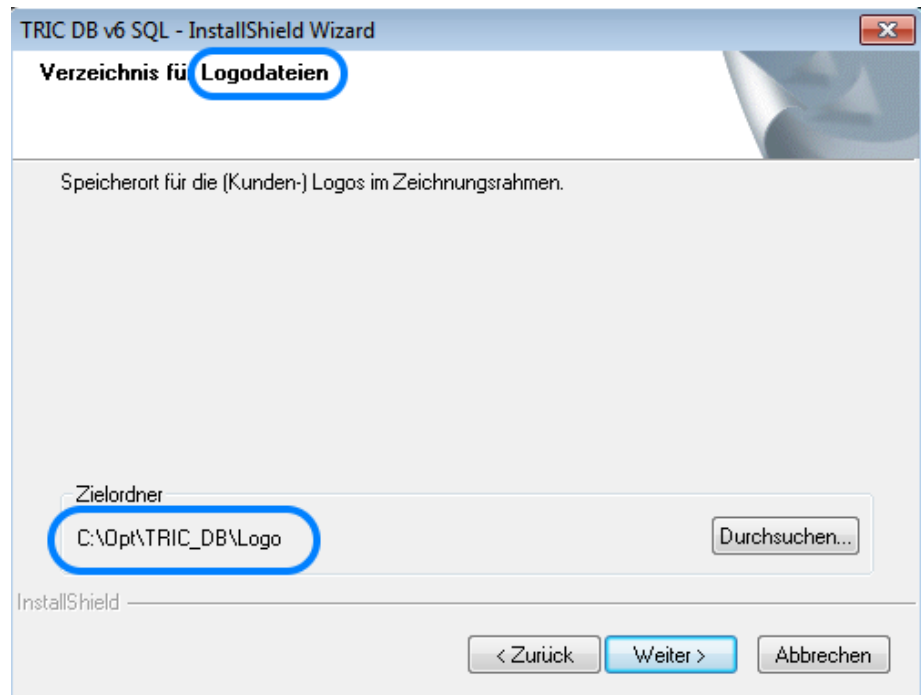 TRIC DB v6 SQL - InstallShield Wizard
Verzeichnis für Logodateien
Speicherort für die (Kunden-) Logos im Zeichnungsrahmen.
Zielordner
C:\Opt\TRIC_DB\Logo
Durchsuchen...
InstallShield
< Zurück Weiter > Abbrechen